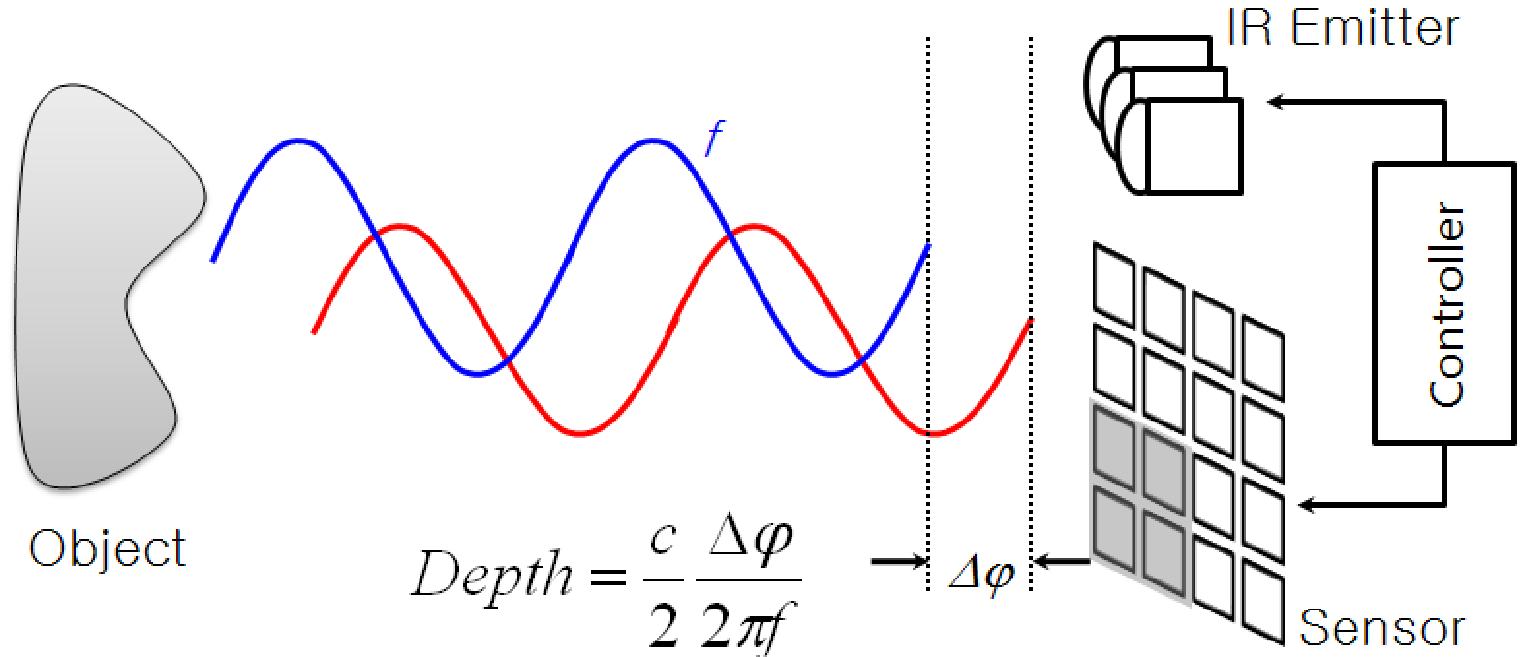 IR Emitter
f
Controller
Object
Depth = c/2 Δφ/2πf
Δφ
Sensor